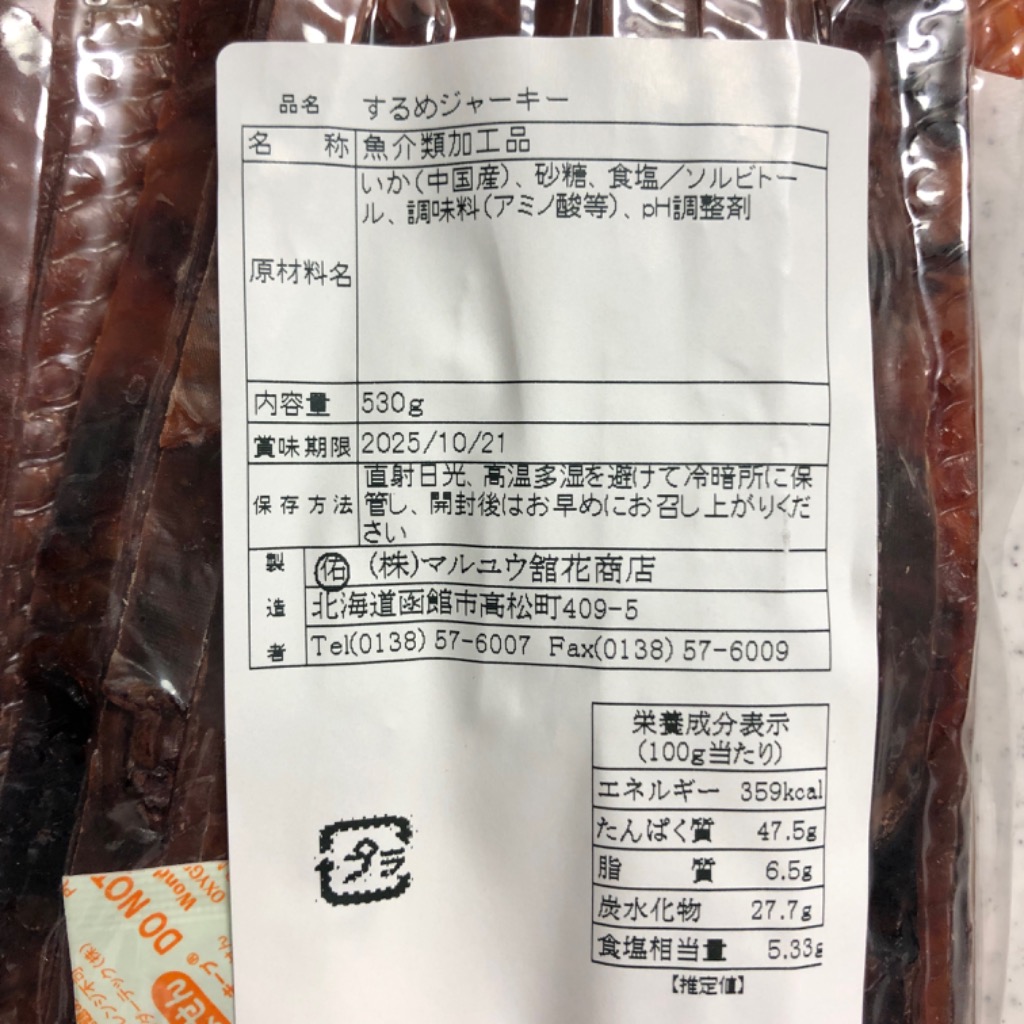 品名 するめジャーキー
名称 魚介類加工品
原材料名 いか(中国産)、砂糖、食塩/ソルビトー
ル、調味料(アミノ酸等)、pH調整剤
内容量 530g
賞味期限 2025/10/21
保存方法 直射日光、高温多湿を避けて冷暗所に保
管し、開封後はお早めにお召し上がりくだ
さい
製造者 佑 (株)マルユウ舘花商店
北海道函館市高松町409-5
Tel(0138)57-6007 Fax(0138)57-6009
栄養成分表示
(100g当たり)
エネルギー 359kcal
たんぱく質 47.5g
脂質 6.5g
炭水化物 27.7g
食塩相当量 5.33g
【推定値】
プラ
DO NOT